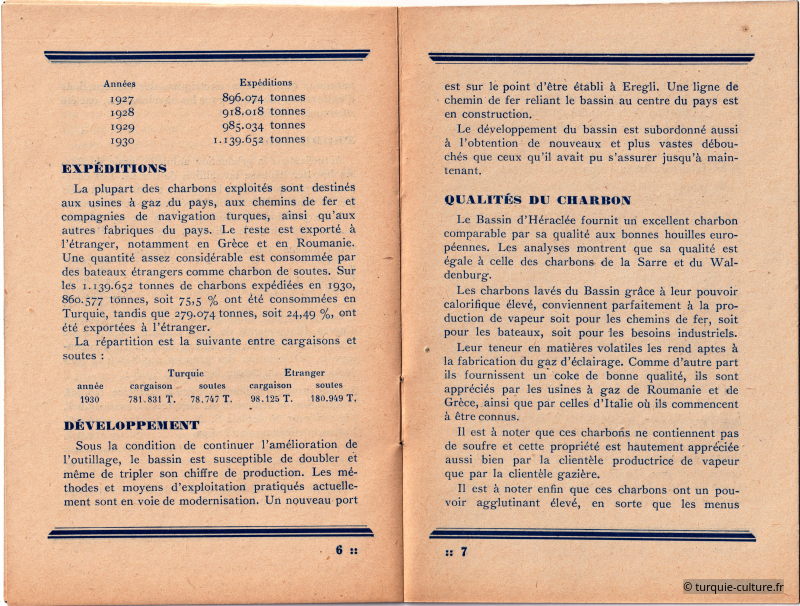 Années Expéditions
1927 896.074 tonnes
1928 918.018 tonnes
1929 985.034 tonnes
1930 1.139.652 tonnes
EXPÉDITIONS
La plupart des charbons exploités sont destinés
aux usines à gaz du pays, aux chemins de fer et
compagnies de navigation turques, ainsi qu'aux
autres fabriques du pays. Le reste est exporté à
l'étranger, notamment en Grèce et en Roumanie.
Une quantité assez considérable est consommée par
des bateaux étrangers comme charbon de soutes. Sur
les 1.139.652 tonnes de charbons expédiées en 1930,
860.577 tonnes, soit 75,5 % ont été consommées en
Turquie, tandis que 279.074 tonnes, soit 24,49 %, ont
été exportées à l'étranger.
La répartition est la suivante entre cargaisons et
soutes :
Turquie Etranger
année cargaison soutes cargaison soutes
1930 781.831 T. 78.747 T. 98.125 T. 180.949 T.
DÉVELOPPEMENT
Sous la condition de continuer l'amélioration de
l'outillage, le bassin est susceptible de doubler et
même de tripler son chiffre de production. Les mé-
thodes et moyens d'exploitation pratiqués actuelle-
ment sont en voie de modernisation. Un nouveau port
6 ::
est sur le point d'être établi à Eregli. Une ligne de
chemin de fer reliant le bassin au centre du pays est
en construction.
Le développement du bassin est subordonné aussi
à l'obtention de nouveaux et plus vastes débou-
chés que ceux qu'il avait pu s'assurer jusqu'à main-
tenant.
QUALITÉS DU CHARBON
Le Bassin d'Héraclée fournit un excellent charbon
comparable par sa qualité aux bonnes houilles euro-
péennes. Les analyses montrent que sa qualité est
égale à celle des charbons de la Sarre et du Wal-
denburg.
Les charbons lavés du Bassin grâce à leur pouvoir
calorifique élevé, conviennent parfaitement à la pro-
duction de vapeur soit pour les chemins de fer, soit
pour les bateaux, soit pour les besoins industriels.
Leur teneur en matières volatiles les rend aptes à
la fabrication du gaz d'éclairage. Comme d'autre part
ils fournissent un coke de bonne qualité, ils sont
appréciés par les usines à gaz de Roumanie et de
Grèce, ainsi que par celles d'Italie où ils commencent
à être connus.
Il est à noter que ces charbons ne contiennent pas
de soufre et cette propriété est hautement appréciée
aussi bien par la clientèle productrice de vapeur
que par la clientèle gazière.
Il est à noter enfin que ces charbons ont un pou-
voir agglutinant élevé, en sorte que les menus
:: 7
© turquie-culture.fr